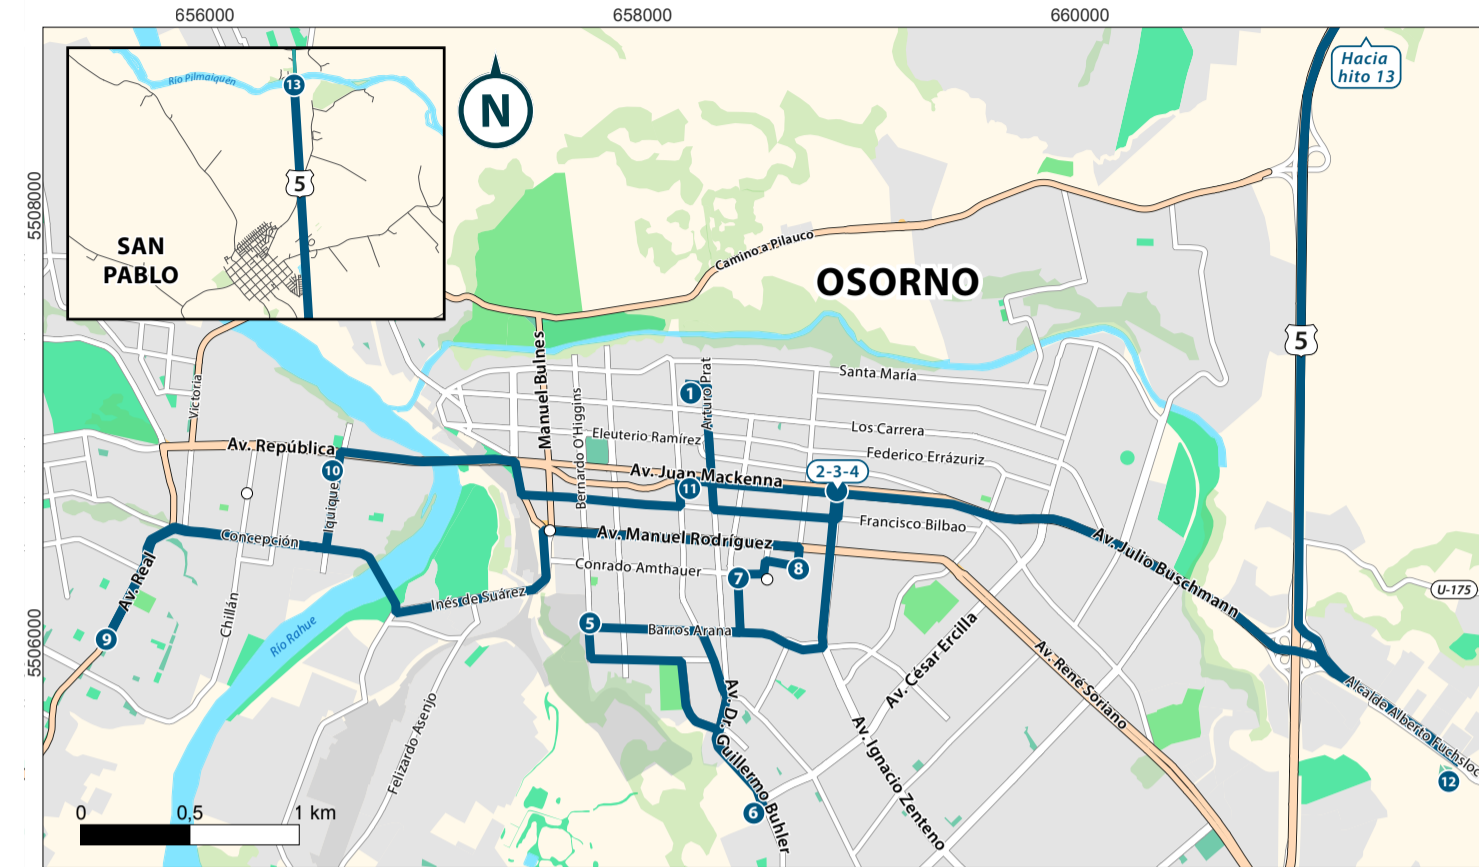 656000
658000
660000
5508000
5506000
Río Pilmaiquén
13
5
SAN
PABLO
N
Hacia
hito 13
Camino a Pilauco
OSORNO
5
Manuel Bulnes
Bernardo O'Higgins
Arturo Prat
Santa María
1
Victoria
Eleuterio Ramírez
Los Carrera
Federico Errázuriz
Av. República
10
Av. Juan Mackenna
2-3-4
11
Iquique
Francisco Bilbao
Concepción
Av. Manuel Rodríguez
Av. Julio Buschmann
Conrado Amthauer
7
8
Av. Real
Inés de Suárez
U-175
Chillán
9
Río Rahue
5
Barros Arana
Av. César Ercilla
Av. René Soriano
Felizardo Asenjo
Av. Dr. Guillermo Buhler
Av. Ignacio Zenteno
Alcalde Alberto Fuchsloc
12
6
0
0,5
1 km